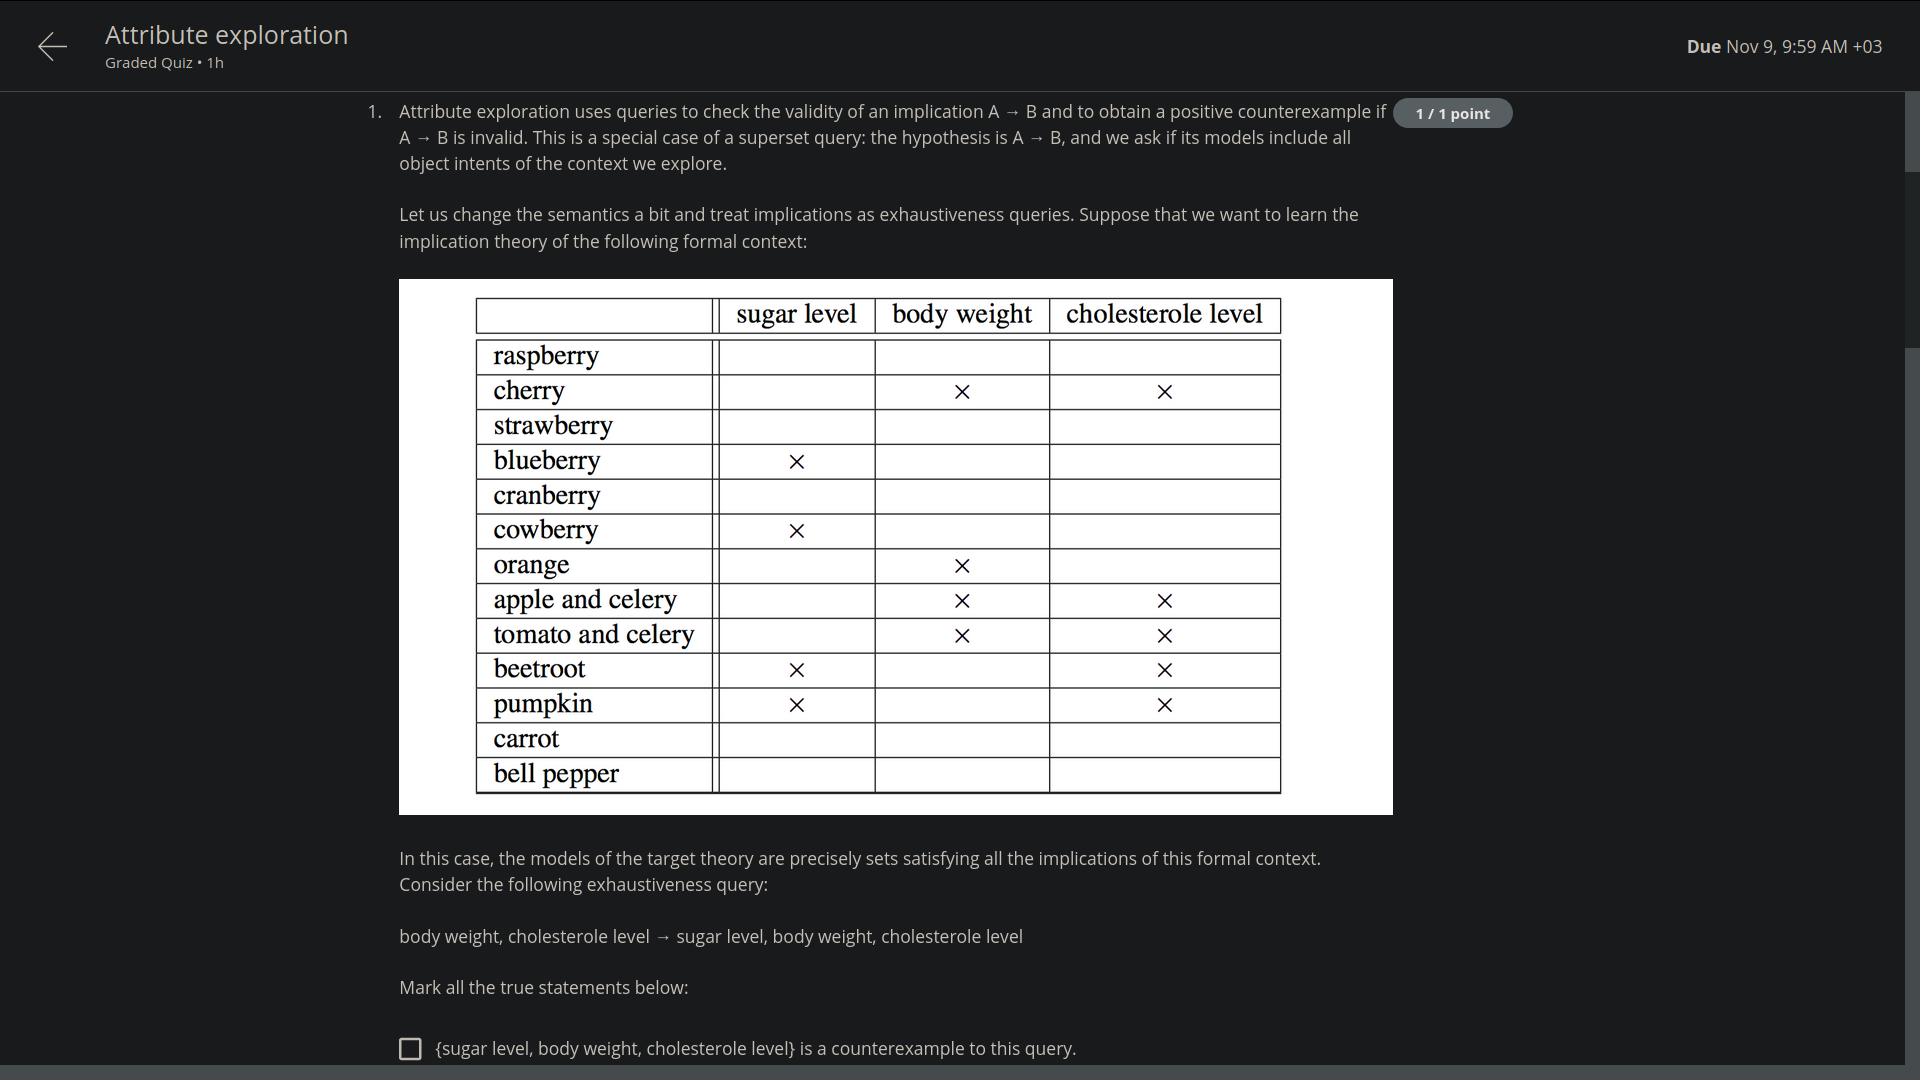 Attribute exploration
Graded Quiz • 1h
Due Nov 9, 9:59 AM +03
1. Attribute exploration uses queries to check the validity of an implication A → B and to obtain a positive counterexample if
1 / 1 point
A → B is invalid. This is a special case of a superset query: the hypothesis is A → B, and we ask if its models include all
object intents of the context we explore.
Let us change the semantics a bit and treat implications as exhaustiveness queries. Suppose that we want to learn the
implication theory of the following formal context:
sugar level body weight cholesterole level
raspberry
cherry × ×
strawberry
blueberry ×
cranberry
cowberry ×
orange ×
apple and celery × ×
tomato and celery × ×
beetroot × ×
pumpkin × ×
carrot
bell pepper
In this case, the models of the target theory are precisely sets satisfying all the implications of this formal context.
Consider the following exhaustiveness query:
body weight, cholesterole level → sugar level, body weight, cholesterole level
Mark all the true statements below:
{sugar level, body weight, cholesterole level} is a counterexample to this query.